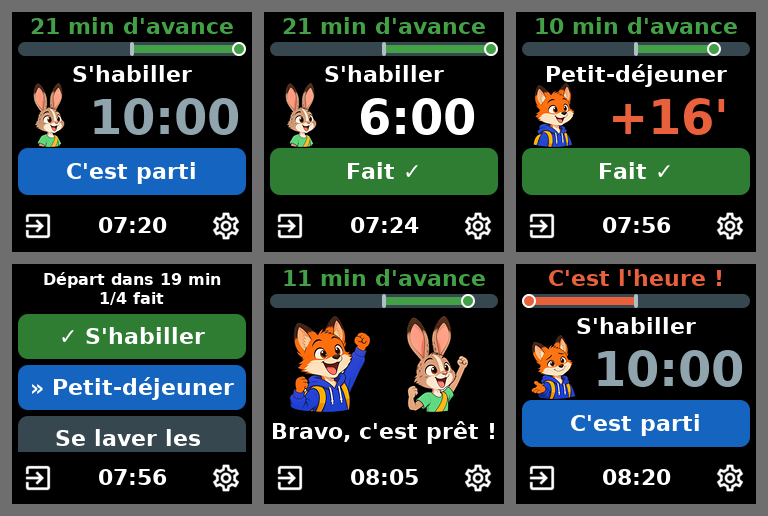 21 min d'avance
S'habiller
10:00
C'est parti
07:20
21 min d'avance
S'habiller
6:00
Fait ✓
07:24
10 min d'avance
Petit-déjeuner
+16'
Fait ✓
07:56
Départ dans 19 min
1/4 fait
✓ S'habiller
» Petit-déjeuner
Se laver les
07:56
11 min d'avance
Bravo, c'est prêt !
08:05
C'est l'heure !
S'habiller
10:00
C'est parti
08:20